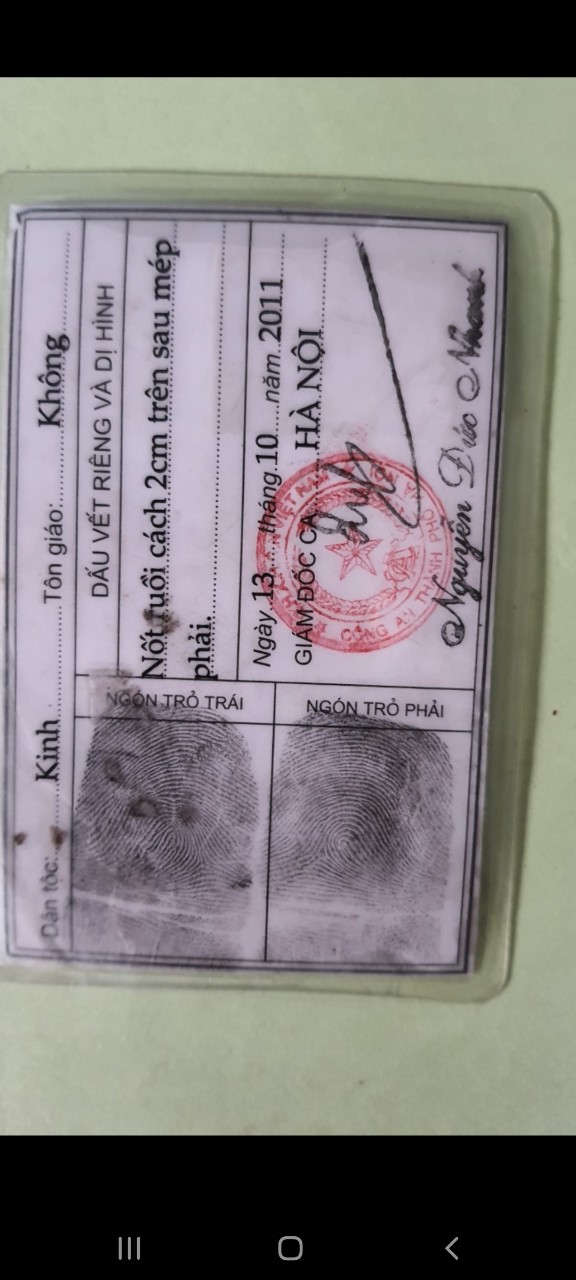 Dân tộc: Kinh Tôn giáo: Không
DẤU VẾT RIÊNG VÀ DỊ HÌNH
Nốt ruồi cách 2cm trên sau mép
phải.
Ngày 13 tháng 10 năm 2011
GIÁM ĐỐC CA HÀ NỘI
CÔNG AN THÀNH PHỐ
Nguyễn Đức Nhanh
NGÓN TRỎ TRÁI
NGÓN TRỎ PHẢI